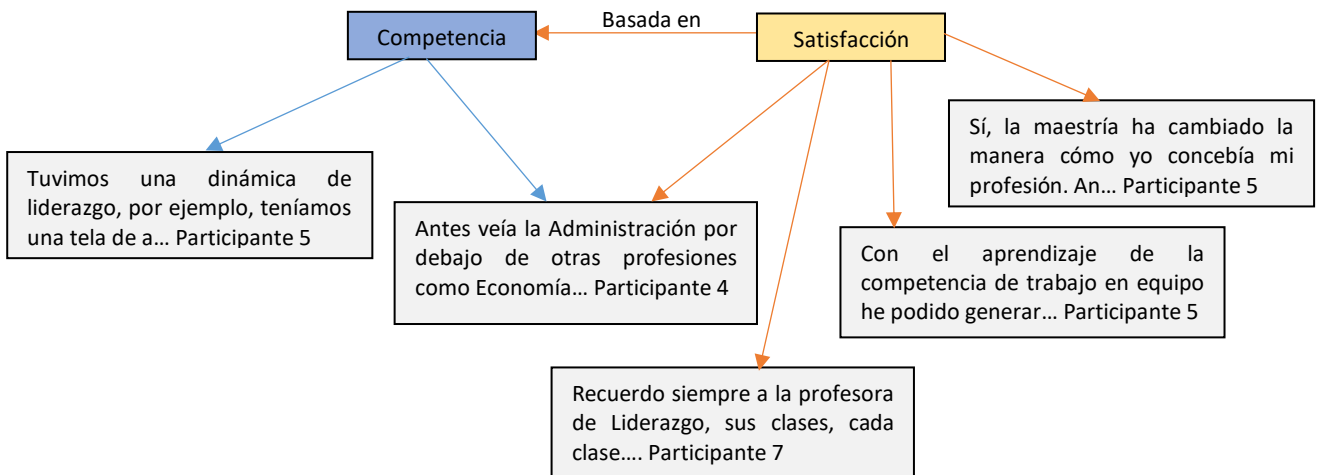 Basada en
Competencia
Satisfacción
Sí, la maestría ha cambiado la
manera cómo yo concebía mi
profesión. An... Participante 5
Tuvimos una dinámica de
liderazgo, por ejemplo, teníamos
una tela de a... Participante 5
Antes veía la Administración por
debajo de otras profesiones
como Economía... Participante 4
Con el aprendizaje de la
competencia de trabajo en equipo
he podido generar... Participante 5
Recuerdo siempre a la profesora
de Liderazgo, sus clases, cada
clase.... Participante 7